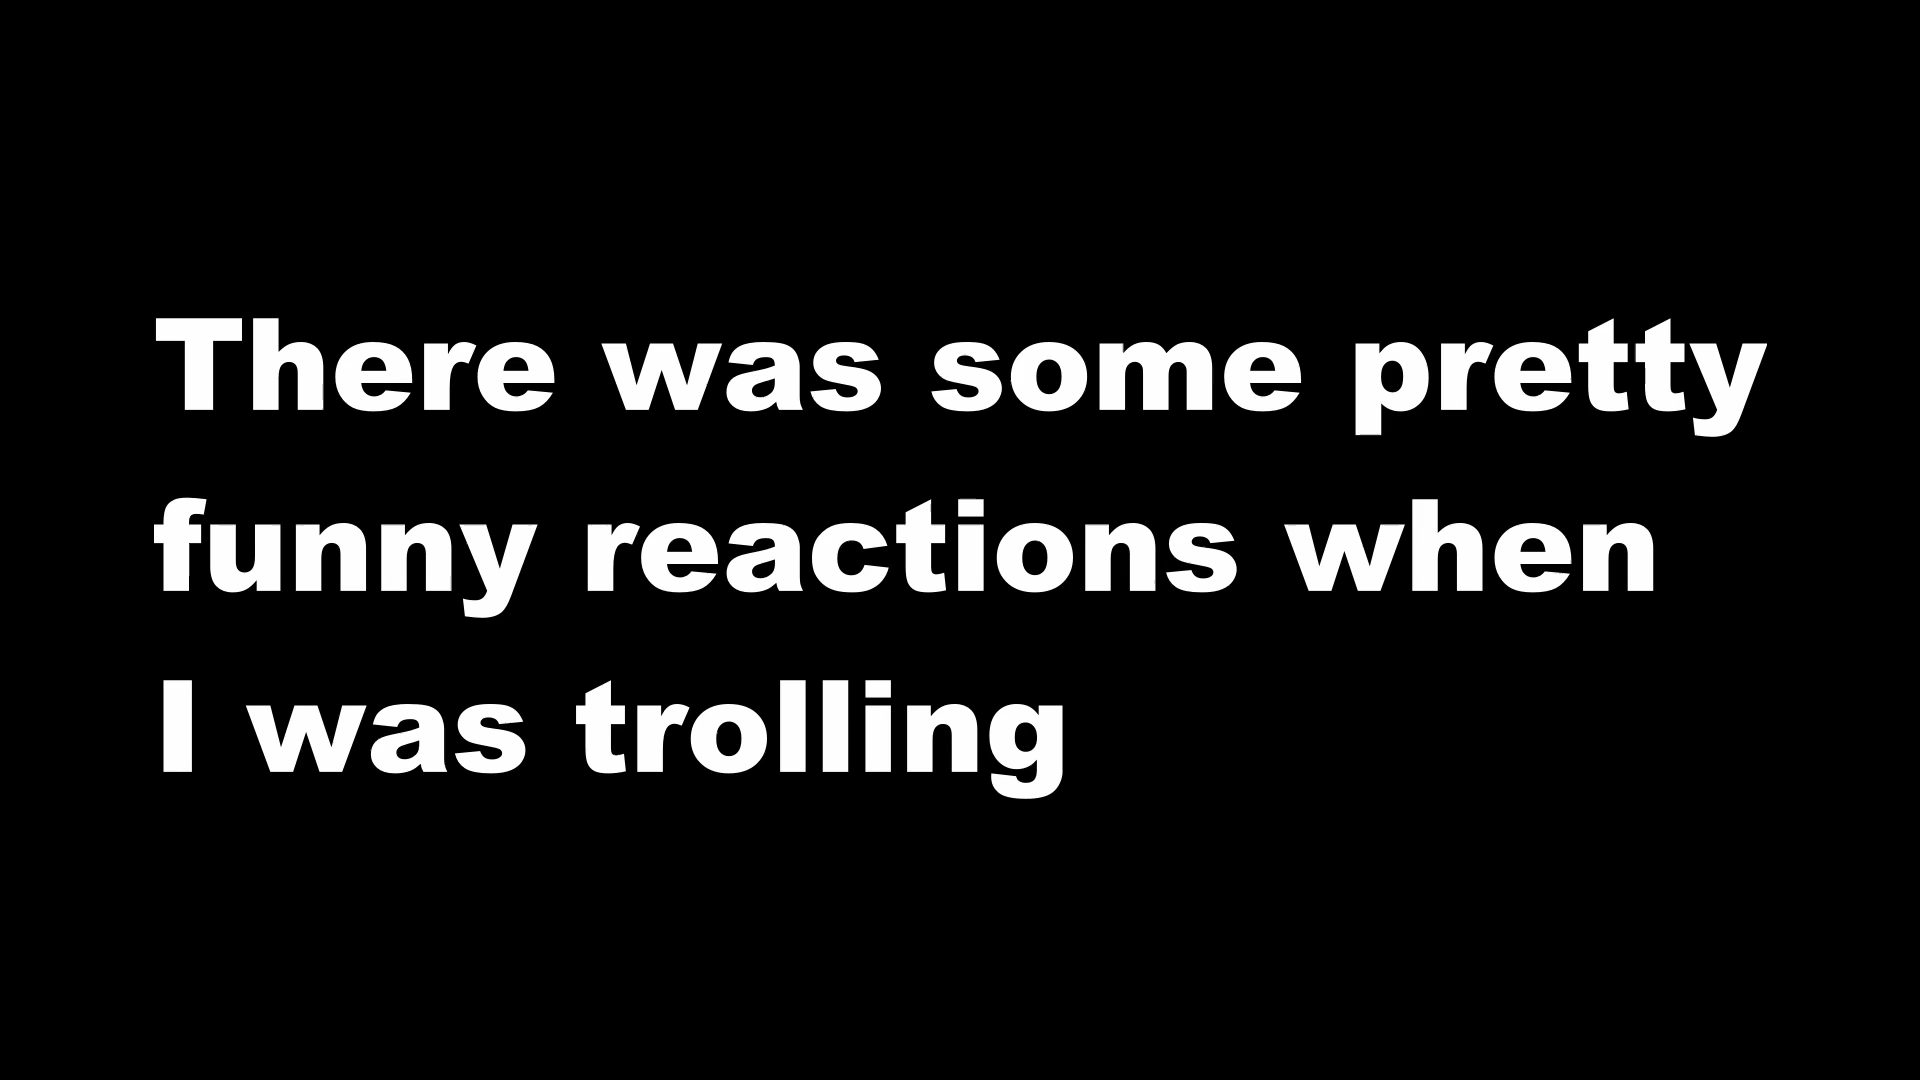 There was some pretty
funny reactions when
I was trolling